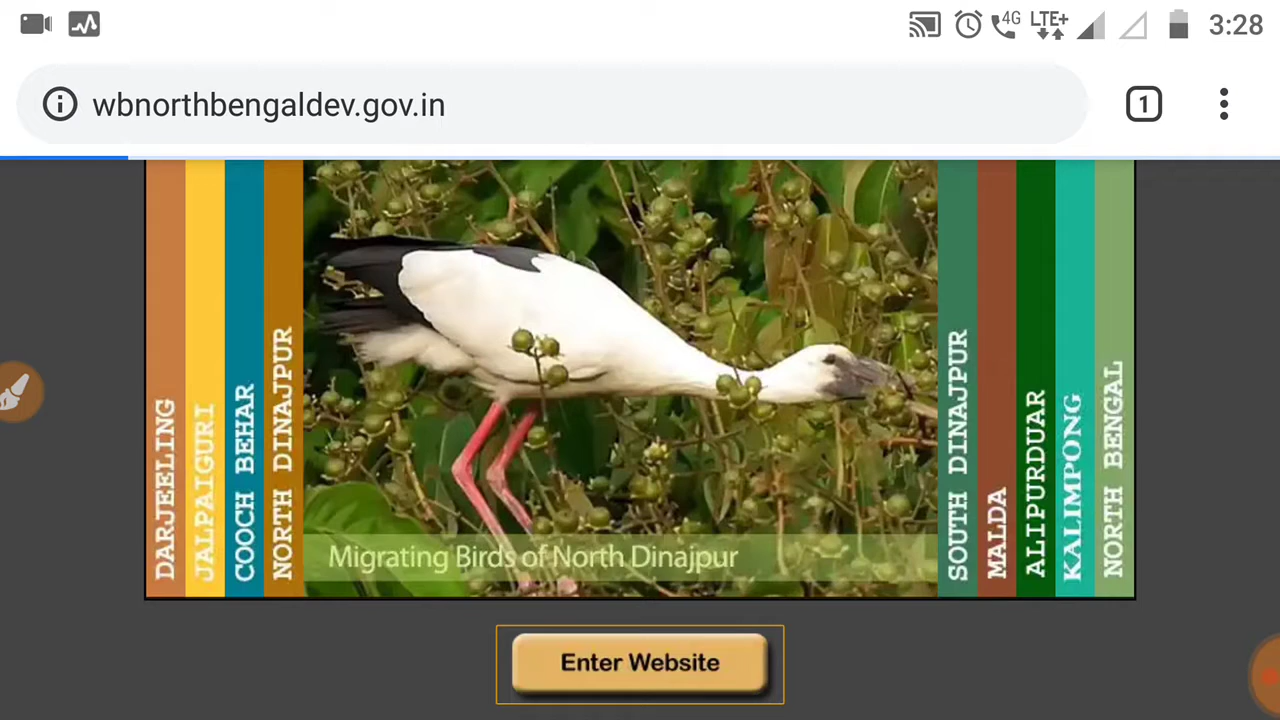 4G LTE+ 3:28
wbnorthbengaldev.gov.in
1
DARJEELING
JALPAIGURI
COOCH BEHAR
NORTH DINAJPUR
Migrating Birds of North Dinajpur
SOUTH DINAJPUR
MALDA
ALIPURDUAR
KALIMPONG
NORTH BENGAL
Enter Website